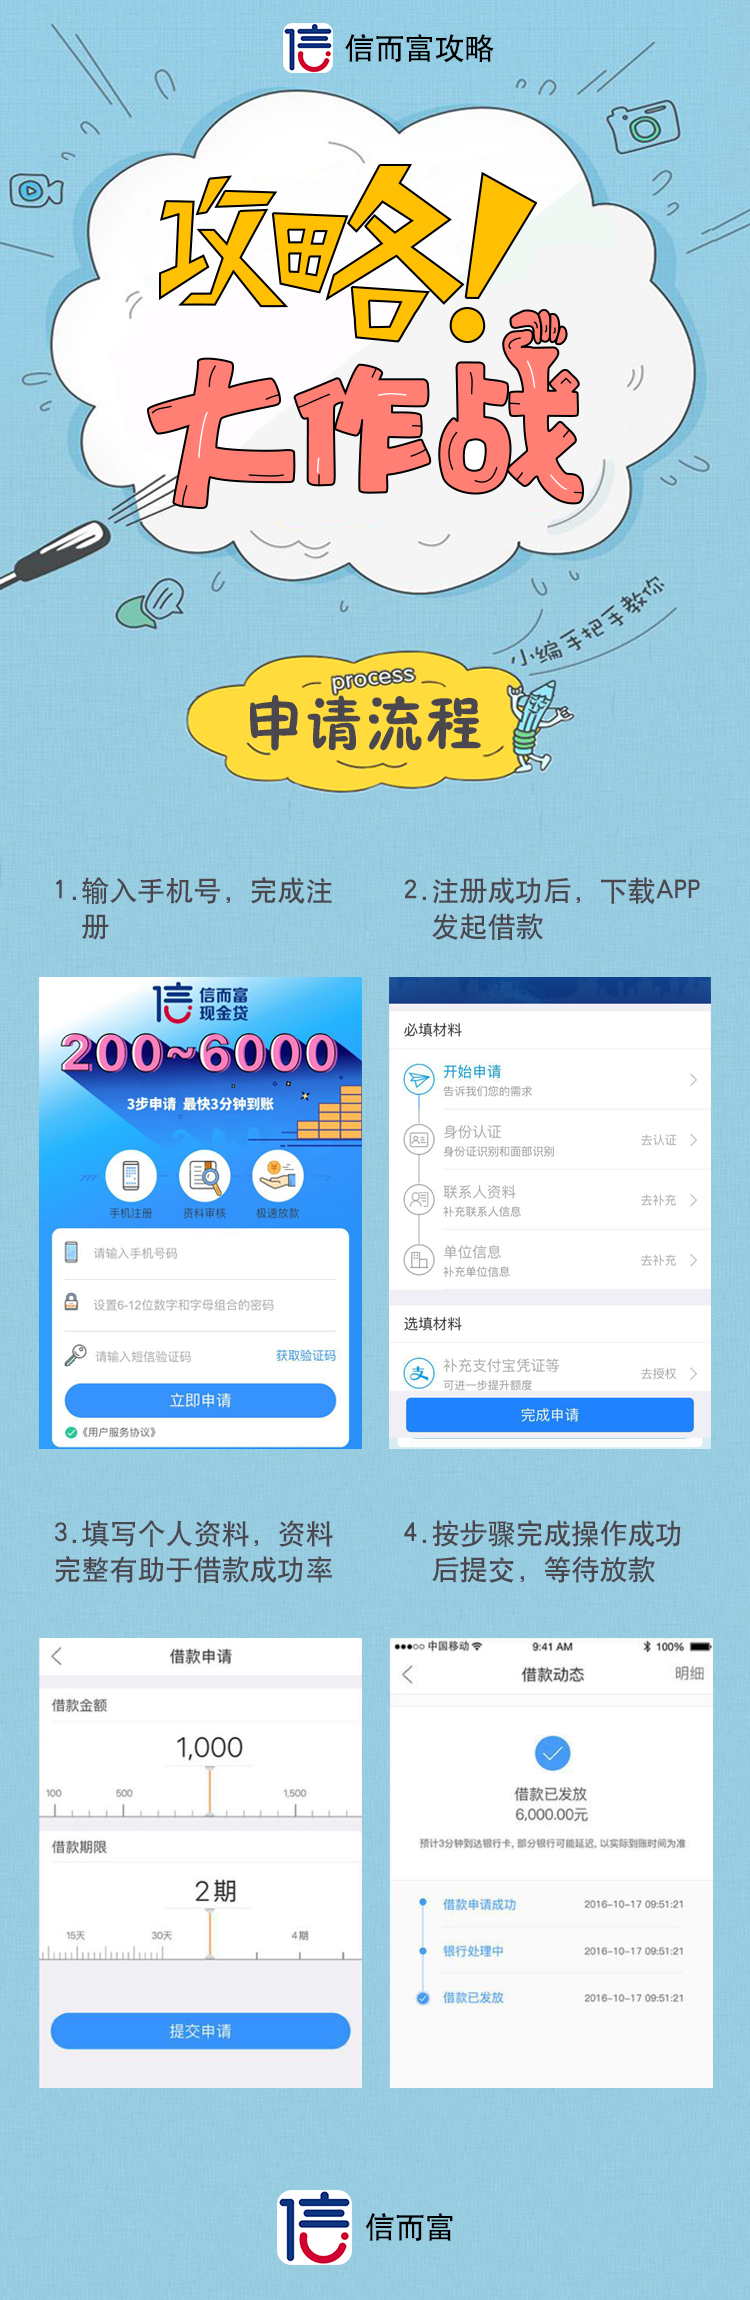 信而富攻略
攻略!
大作战
小编手把手教你
process
申请流程
1.输入手机号，完成注
册
2.注册成功后，下载APP
发起借款
信而富
现金贷
200~6000
3步申请 最快3分钟到账
手机注册 资料审核 极速放款
请输入手机号码
设置6-12位数字和字母组合的密码
请输入短信验证码 获取验证码
立即申请
《用户服务协议》
必填材料
开始申请
告诉我们您的需求
身份认证
身份证识别和面部识别
去认证
联系人资料
补充联系人信息
去补充
单位信息
补充单位信息
去补充
选填材料
补充支付宝凭证等
可进一步提升额度
去授权
完成申请
3.填写个人资料，资料
完整有助于借款成功率
4.按步骤完成操作成功
后提交，等待放款
借款申请
借款金额
1,000
100 500 1,500
借款期限
2期
15天 30天 4期
提交申请
中国移动 9:41 AM 100%
借款动态 明细
借款已发放
6,000.00元
预计3分钟到达银行卡，部分银行可能延迟，以实际到账时间为准
借款申请成功 2016-10-17 09:51:21
银行处理中 2016-10-17 09:51:21
借款已发放 2016-10-17 09:51:21
信而富